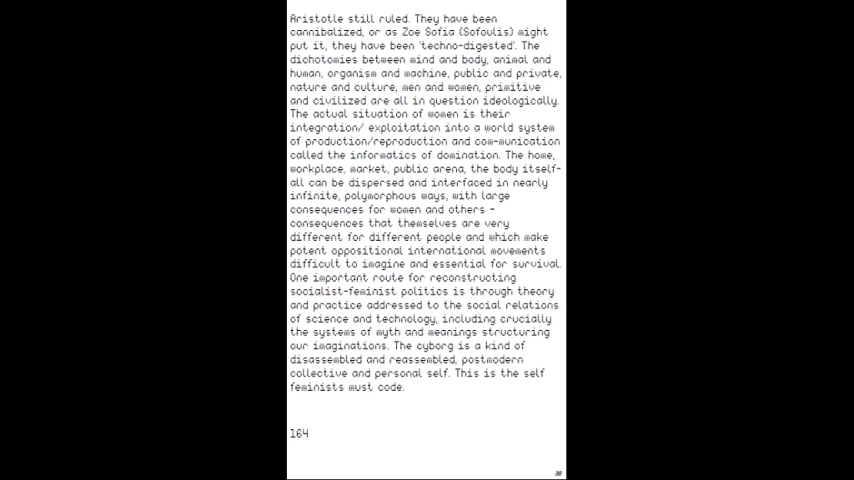 Aristotle still ruled. They have been
cannibalized, or as Zoe Sofia (Sofoulis) might
put it, they have been 'techno-digested'. The
dichotomies between mind and body, animal and
human, organism and machine, public and private,
nature and culture, men and women, primitive
and civilized are all in question ideologically.
The actual situation of women is their
integration/ exploitation into a world system
of production/reproduction and com-munication
called the informatics of domination. The home,
workplace, market, public arena, the body itself-
all can be dispersed and interfaced in nearly
infinite, polymorphous ways, with large
consequences for women and others -
consequences that themselves are very
different for different people and which make
potent oppositional international movements
difficult to imagine and essential for survival.
One important route for reconstructing
socialist-feminist politics is through theory
and practice addressed to the social relations
of science and technology, including crucially
the systems of myth and meanings structuring
our imaginations. The cyborg is a kind of
disassembled and reassembled, postmodern
collective and personal self. This is the self
feminists must code.
164
30